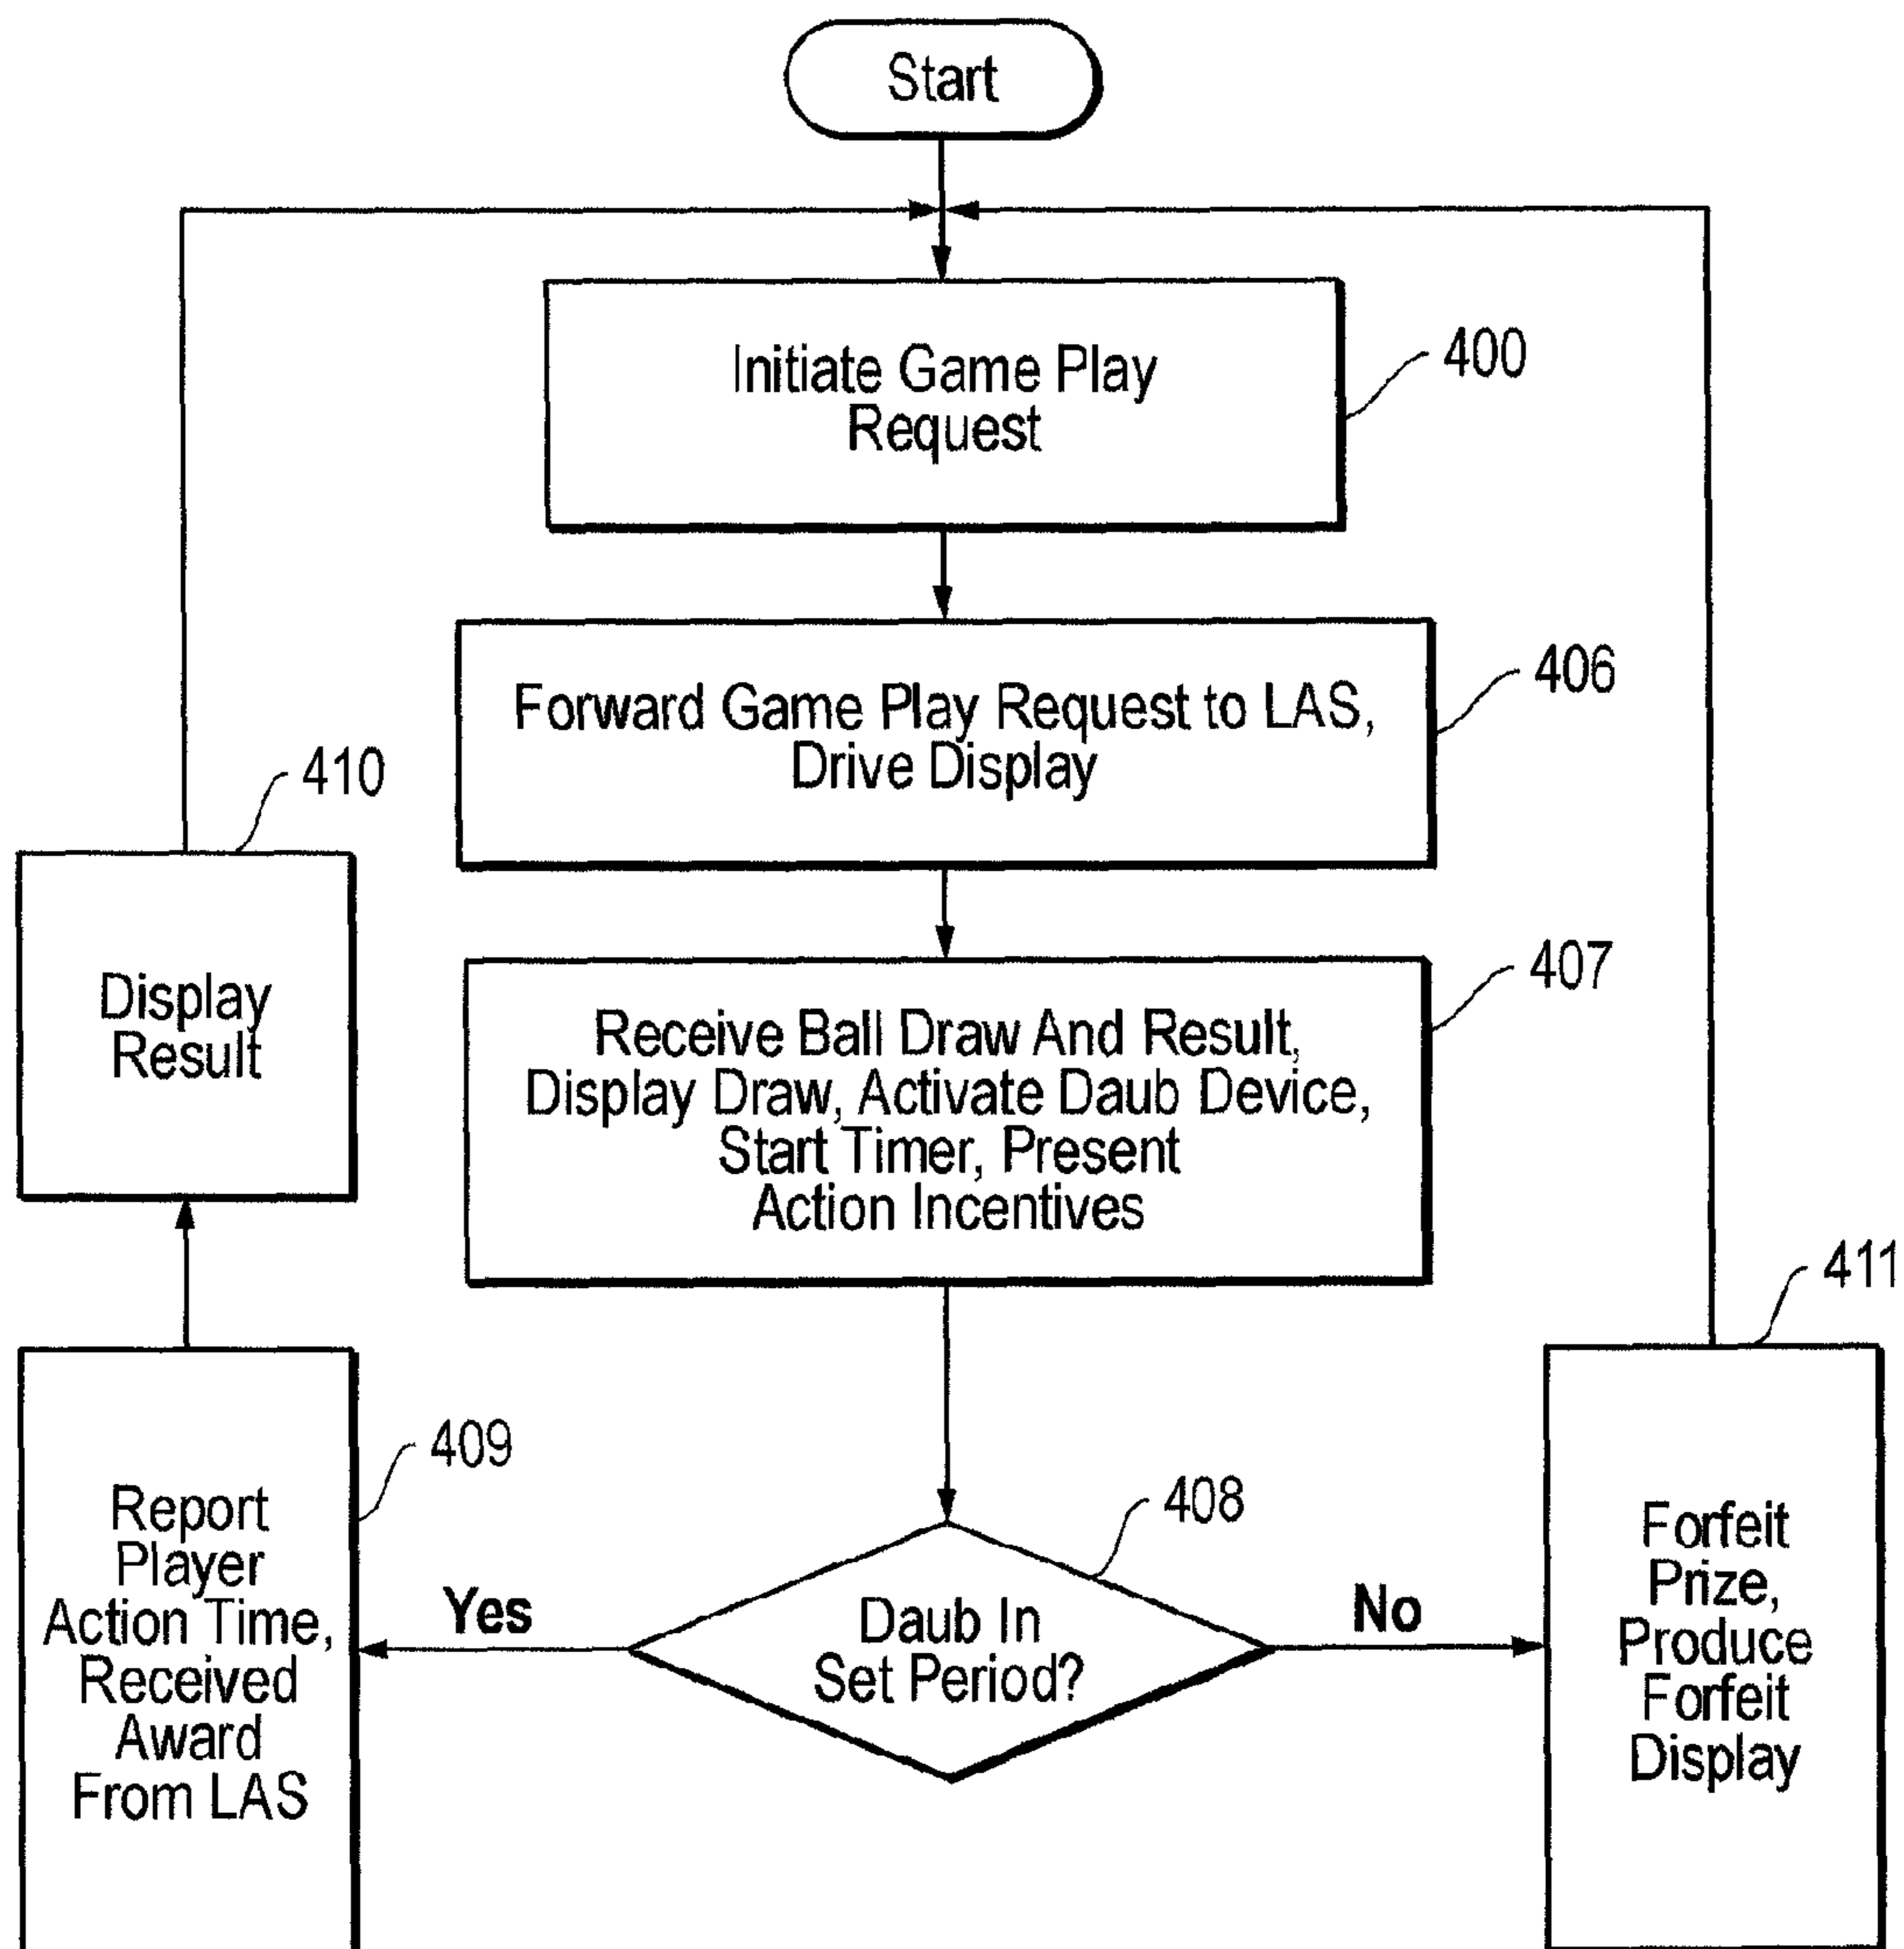 Start
Initiate Game Play
Request
400
Forward Game Play Request to LAS,
Drive Display
406
Receive Ball Draw And Result,
Display Draw, Activate Daub Device,
Start Timer, Present
Action Incentives
407
Daub In
Set Period?
408
Yes
No
Report
Player
Action Time,
Received
Award
From LAS
409
Display
Result
410
Forfeit
Prize,
Produce
Forfeit
Display
411